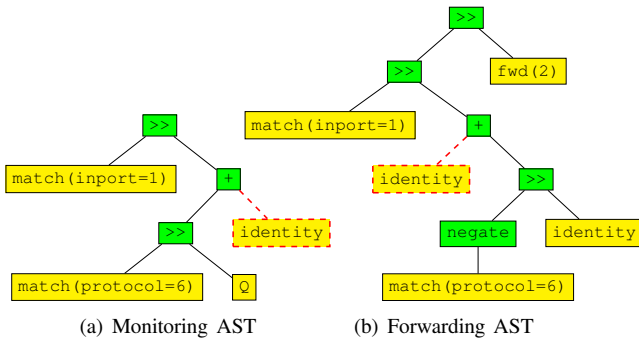 >>
>>
fwd(2)
>>
match(inport=1)
+
match(inport=1)
+
identity
>>
>>
identity
negate
identity
match(protocol=6)
Q
match(protocol=6)
(a) Monitoring AST
(b) Forwarding AST